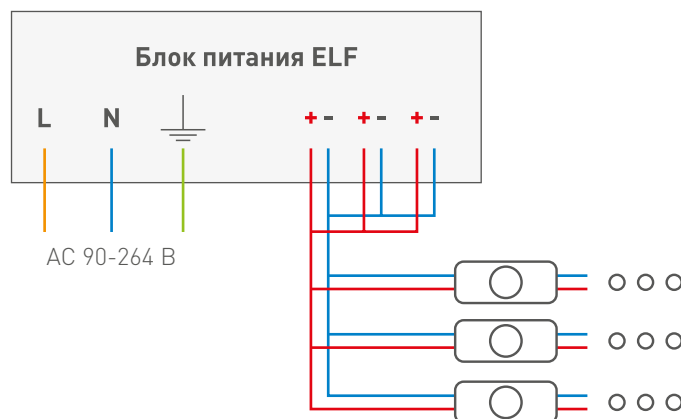 Блок питания ELF
L N + - + - + -
AC 90-264 В